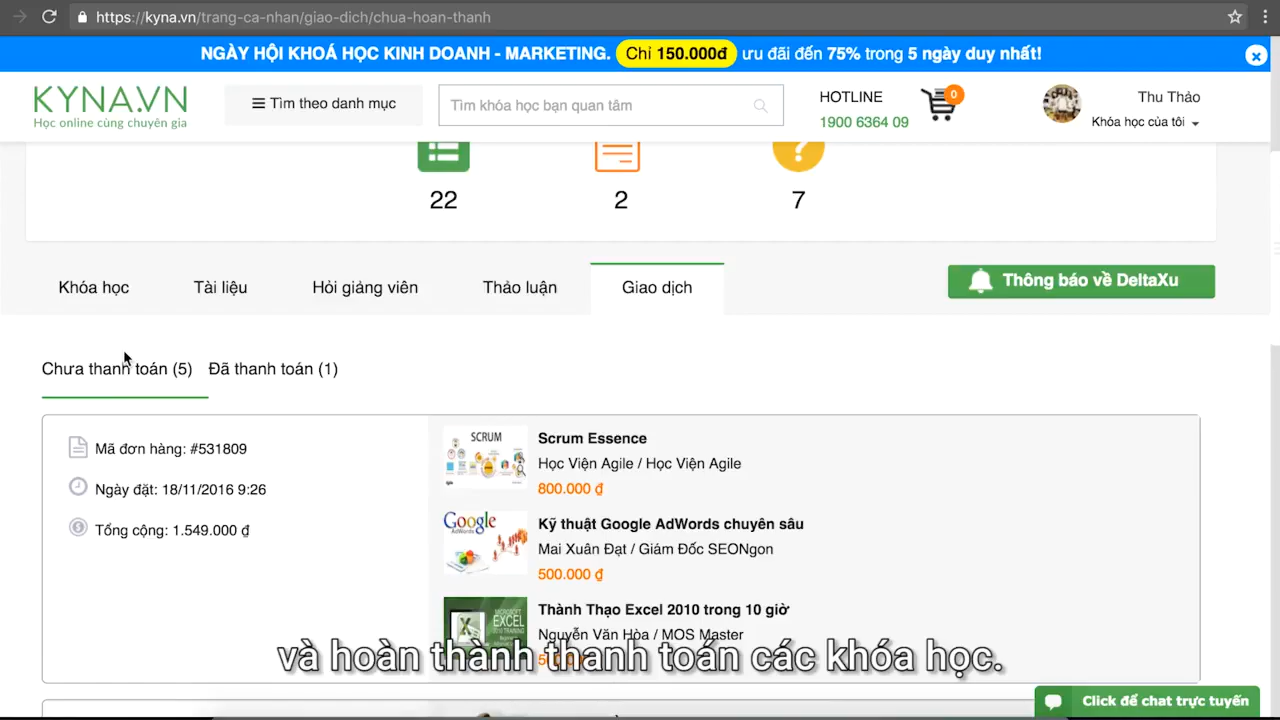 https://kyna.vn/trang-ca-nhan/giao-dich/chua-hoan-thanh
NGÀY HỘI KHOÁ HỌC KINH DOANH - MARKETING. Chỉ 150.000đ ưu đãi đến 75% trong 5 ngày duy nhất!
KYNA.VN
Học online cùng chuyên gia
Tìm theo danh mục
Tìm khóa học bạn quan tâm
HOTLINE
1900 6364 09
0
Thu Thảo
Khóa học của tôi
22
2
7
Khóa học
Tài liệu
Hỏi giảng viên
Thảo luận
Giao dịch
Thông báo về DeltaXu
Chưa thanh toán (5)
Đã thanh toán (1)
Mã đơn hàng: #531809
Ngày đặt: 18/11/2016 9:26
Tổng cộng: 1.549.000 ₫
SCRUM
Scrum Essence
Học Viện Agile / Học Viện Agile
800.000 ₫
Google
AdWords
Kỹ thuật Google AdWords chuyên sâu
Mai Xuân Đạt / Giám Đốc SEONgon
500.000 ₫
EXCEL
Thành Thạo Excel 2010 trong 10 giờ
Nguyễn Văn Hòa / MOS Master
và hoàn thành thanh toán các khóa học.
Click để chat trực tuyến